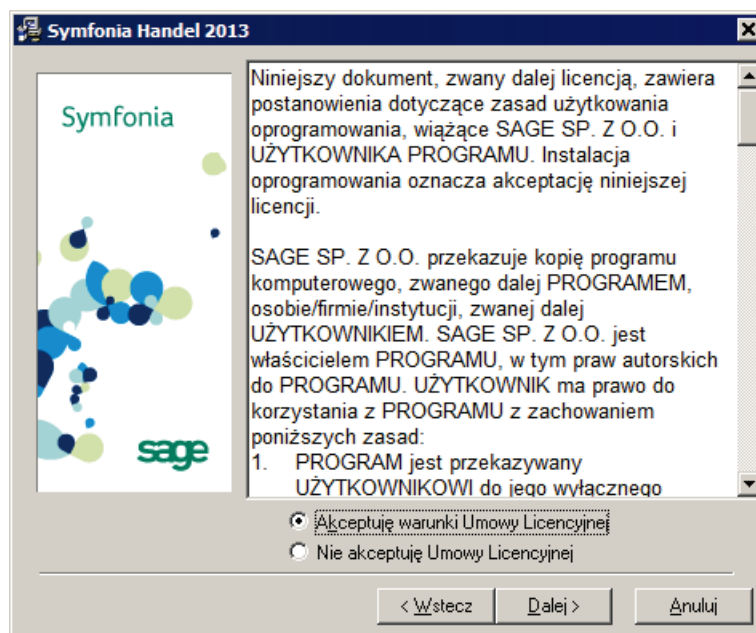 Symfonia Handel 2013
Symfonia
sage
Niniejszy dokument, zwany dalej licencją, zawiera
postanowienia dotyczące zasad użytkowania
oprogramowania, wiążące SAGE SP. Z O.O. i
UŻYTKOWNIKA PROGRAMU. Instalacja
oprogramowania oznacza akceptację niniejszej
licencji.
SAGE SP. Z O.O. przekazuje kopię programu
komputerowego, zwanego dalej PROGRAMEM,
osobie/firmie/instytucji, zwanej dalej
UŻYTKOWNIKIEM. SAGE SP. Z O.O. jest
właścicielem PROGRAMU, w tym praw autorskich
do PROGRAMU. UŻYTKOWNIK ma prawo do
korzystania z PROGRAMU z zachowaniem
poniższych zasad:
1. PROGRAM jest przekazywany
UŻYTKOWNIKOWI do jego wyłącznego
Akceptuję warunki Umowy Licencyjnej
Nie akceptuję Umowy Licencyjnej
< Wstecz
Dalej >
Anuluj